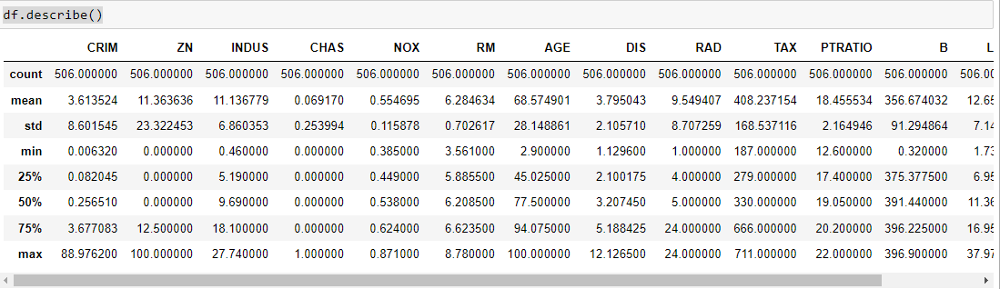 df.describe()
CRIM ZN INDUS CHAS NOX RM AGE DIS RAD TAX PTRATIO B L
count 506.000000 506.000000 506.000000 506.000000 506.000000 506.000000 506.000000 506.000000 506.000000 506.000000 506.000000 506.000000 506.00
mean 3.613524 11.363636 11.136779 0.069170 0.554695 6.284634 68.574901 3.795043 9.549407 408.237154 18.455534 356.674032 12.65
std 8.601545 23.322453 6.860353 0.253994 0.115878 0.702617 28.148861 2.105710 8.707259 168.537116 2.164946 91.294864 7.14
min 0.006320 0.000000 0.460000 0.000000 0.385000 3.561000 2.900000 1.129600 1.000000 187.000000 12.600000 0.320000 1.73
25% 0.082045 0.000000 5.190000 0.000000 0.449000 5.885500 45.025000 2.100175 4.000000 279.000000 17.400000 375.377500 6.95
50% 0.256510 0.000000 9.690000 0.000000 0.538000 6.208500 77.500000 3.207450 5.000000 330.000000 19.050000 391.440000 11.36
75% 3.677083 12.500000 18.100000 0.000000 0.624000 6.623500 94.075000 5.188425 24.000000 666.000000 20.200000 396.225000 16.95
max 88.976200 100.000000 27.740000 1.000000 0.871000 8.780000 100.000000 12.126500 24.000000 711.000000 22.000000 396.900000 37.97